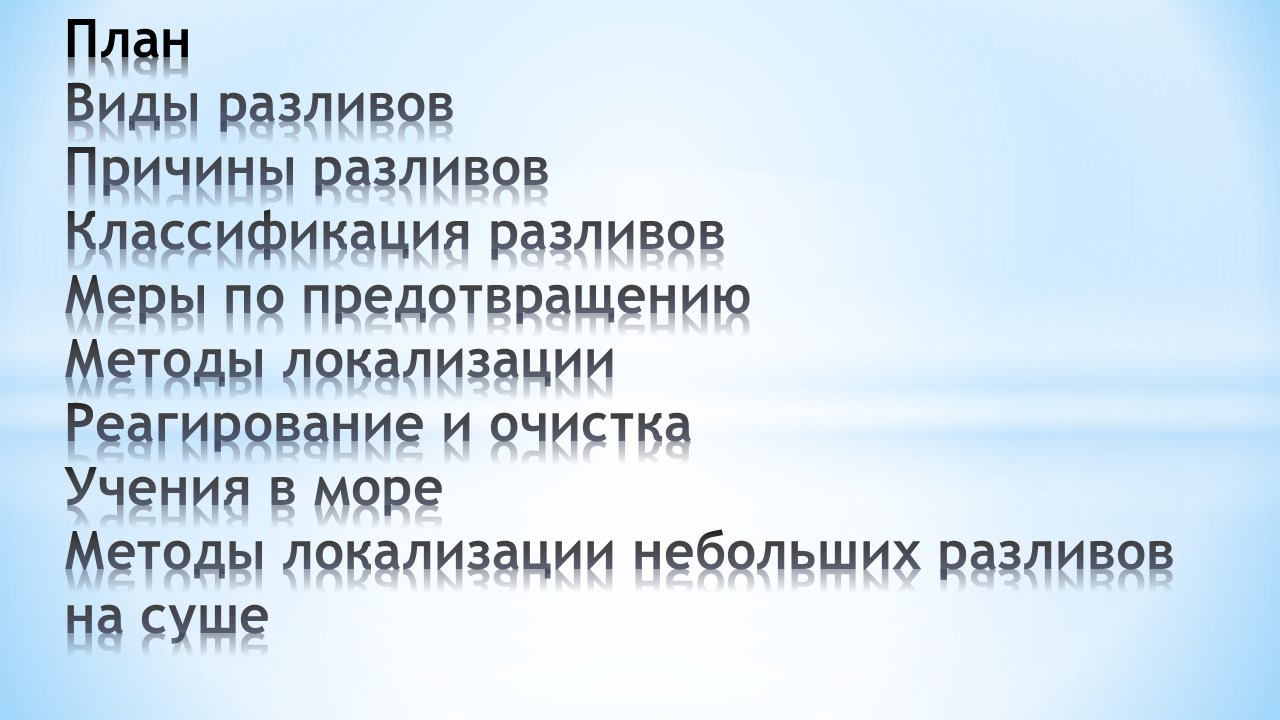 План
Виды разливов
Причины разливов
Классификация разливов
Меры по предотвращению
Методы локализации
Реагирование и очистка
Учения в море
Методы локализации небольших разливов
на суше